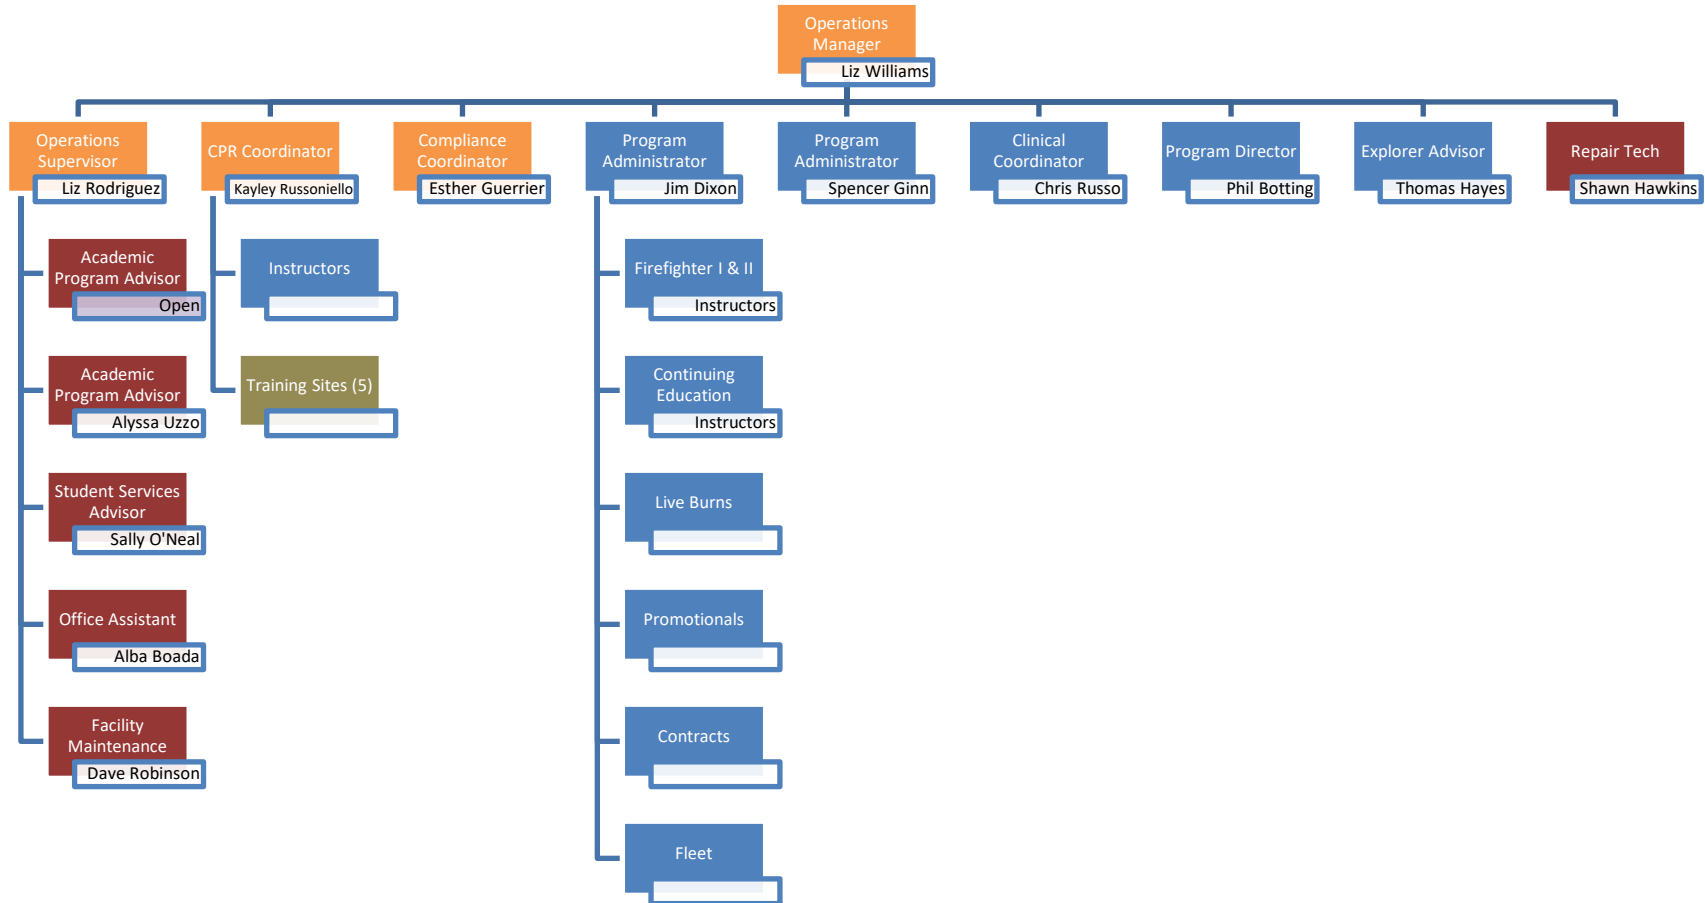 Operations
Manager
Liz Williams
Operations
Supervisor
Liz Rodriguez
CPR Coordinator
Kayley Russoniello
Compliance
Coordinator
Esther Guerrier
Program
Administrator
Jim Dixon
Program
Administrator
Spencer Ginn
Clinical
Coordinator
Chris Russo
Program Director
Phil Botting
Explorer Advisor
Thomas Hayes
Repair Tech
Shawn Hawkins
Academic
Program Advisor
Open
Academic
Program Advisor
Alyssa Uzzo
Student Services
Advisor
Sally O'Neal
Office Assistant
Alba Boada
Facility
Maintenance
Dave Robinson
Instructors
Training Sites (5)
Firefighter I & II
Instructors
Continuing
Education
Instructors
Live Burns
Promotionals
Contracts
Fleet